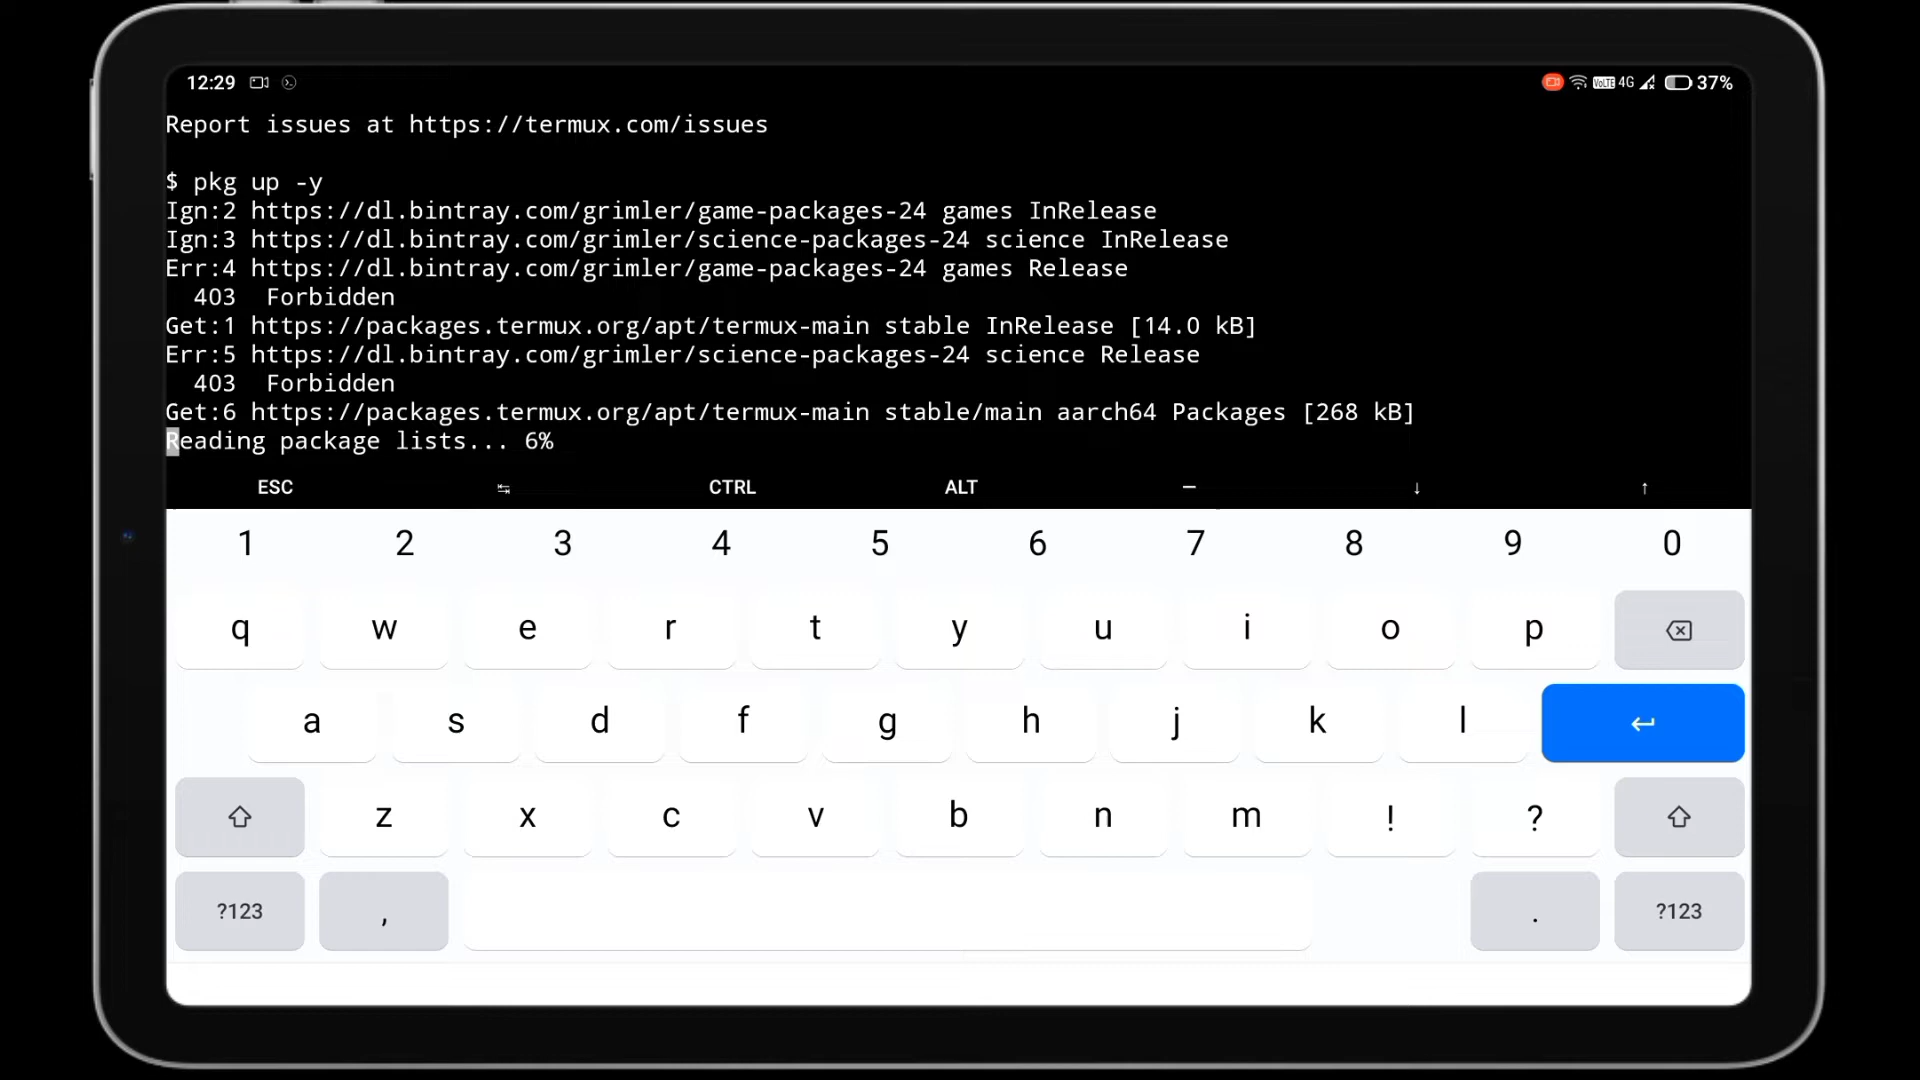 12:29 VoLTE 4G 37%
Report issues at https://termux.com/issues
$ pkg up -y
Ign:2 https://dl.bintray.com/grimler/game-packages-24 games InRelease
Ign:3 https://dl.bintray.com/grimler/science-packages-24 science InRelease
Err:4 https://dl.bintray.com/grimler/game-packages-24 games Release
403 Forbidden
Get:1 https://packages.termux.org/apt/termux-main stable InRelease [14.0 kB]
Err:5 https://dl.bintray.com/grimler/science-packages-24 science Release
403 Forbidden
Get:6 https://packages.termux.org/apt/termux-main stable/main aarch64 Packages [268 kB]
Reading package lists... 6%
ESC ↹ CTRL ALT — ↓ ↑
1 2 3 4 5 6 7 8 9 0
q w e r t y u i o p
a s d f g h j k l
z x c v b n m ! ?
?123 , . ?123